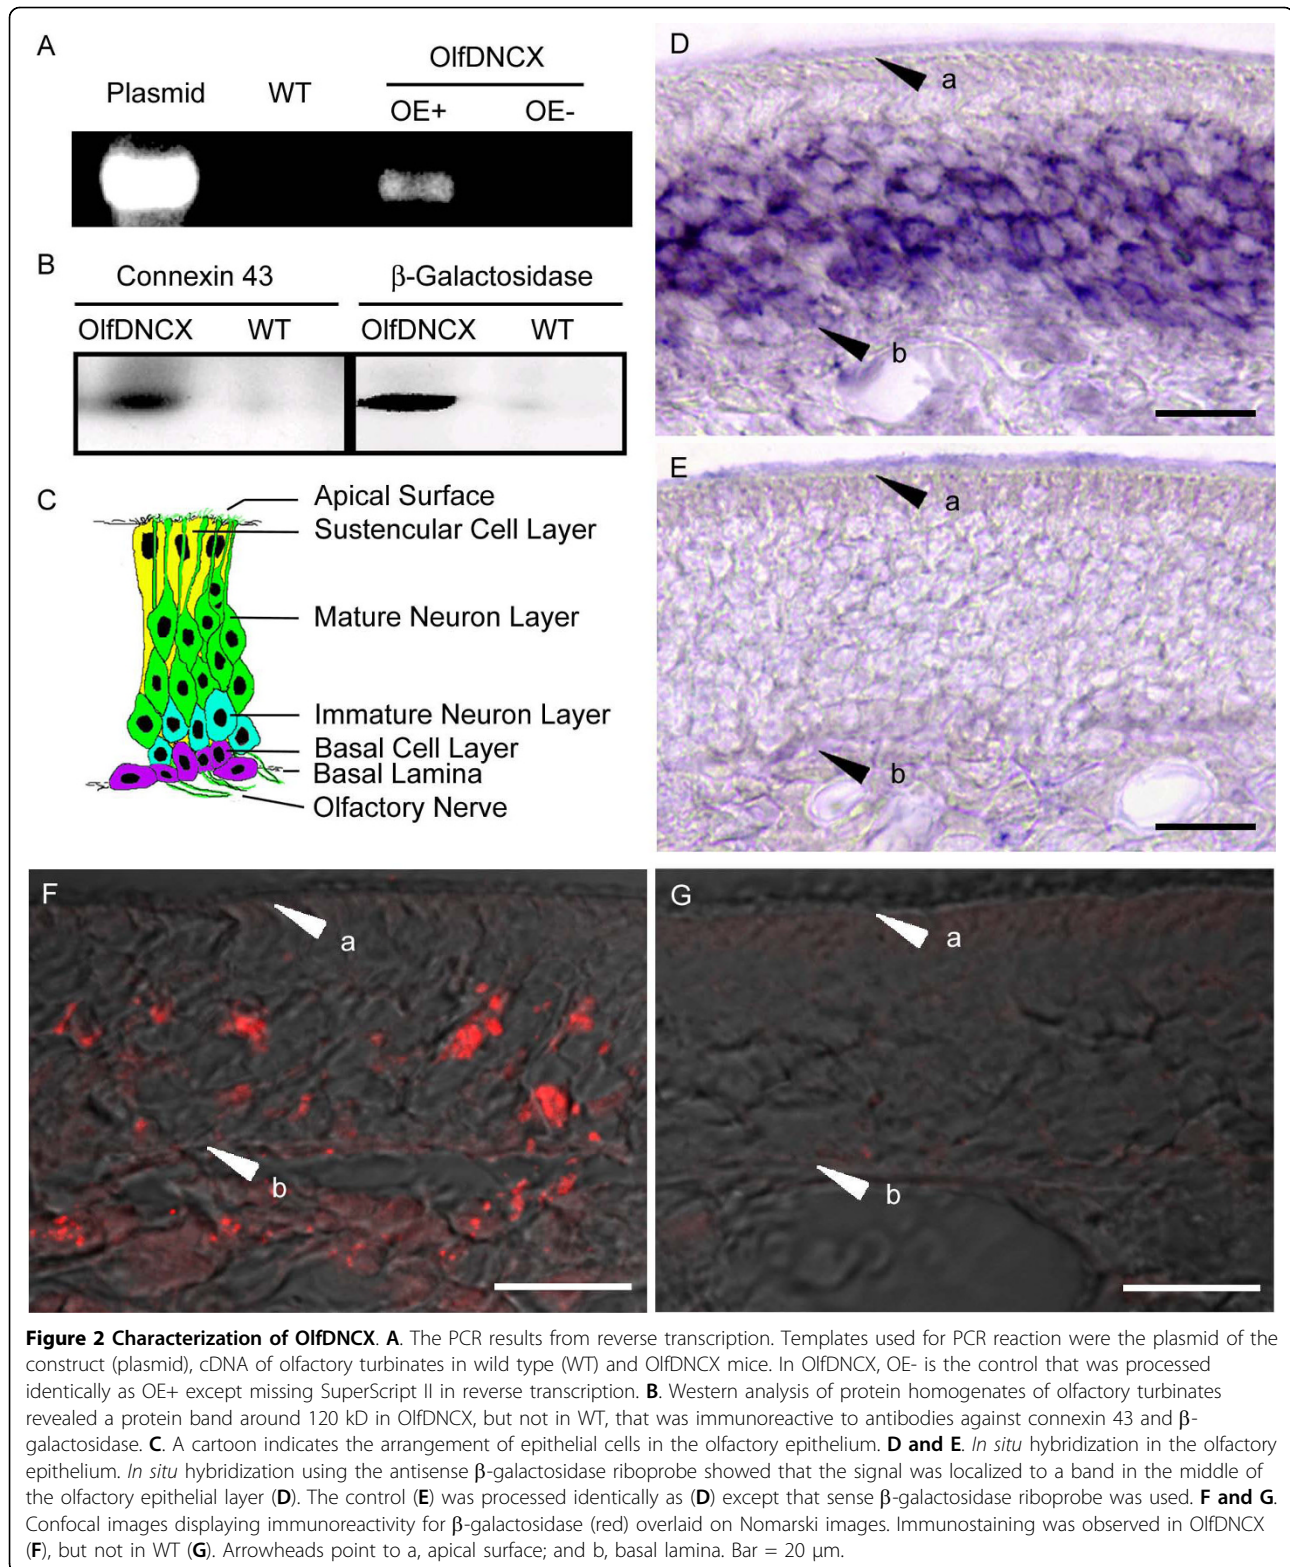 A
Plasmid WT OlfDNCX
OE+ OE-
B
Connexin 43 β-Galactosidase
OlfDNCX WT OlfDNCX WT
C
Apical Surface
Sustencular Cell Layer
Mature Neuron Layer
Immature Neuron Layer
Basal Cell Layer
Basal Lamina
Olfactory Nerve
D
a
b
E
a
b
F
a
b
G
a
b
Figure 2 Characterization of OlfDNCX. A. The PCR results from reverse transcription. Templates used for PCR reaction were the plasmid of the
construct (plasmid), cDNA of olfactory turbinates in wild type (WT) and OlfDNCX mice. In OlfDNCX, OE- is the control that was processed
identically as OE+ except missing SuperScript II in reverse transcription. B. Western analysis of protein homogenates of olfactory turbinates
revealed a protein band around 120 kD in OlfDNCX, but not in WT, that was immunoreactive to antibodies against connexin 43 and β-
galactosidase. C. A cartoon indicates the arrangement of epithelial cells in the olfactory epithelium. D and E. In situ hybridization in the olfactory
epithelium. In situ hybridization using the antisense β-galactosidase riboprobe showed that the signal was localized to a band in the middle of
the olfactory epithelial layer (D). The control (E) was processed identically as (D) except that sense β-galactosidase riboprobe was used. F and G.
Confocal images displaying immunoreactivity for β-galactosidase (red) overlaid on Nomarski images. Immunostaining was observed in OlfDNCX
(F), but not in WT (G). Arrowheads point to a, apical surface; and b, basal lamina. Bar = 20 μm.